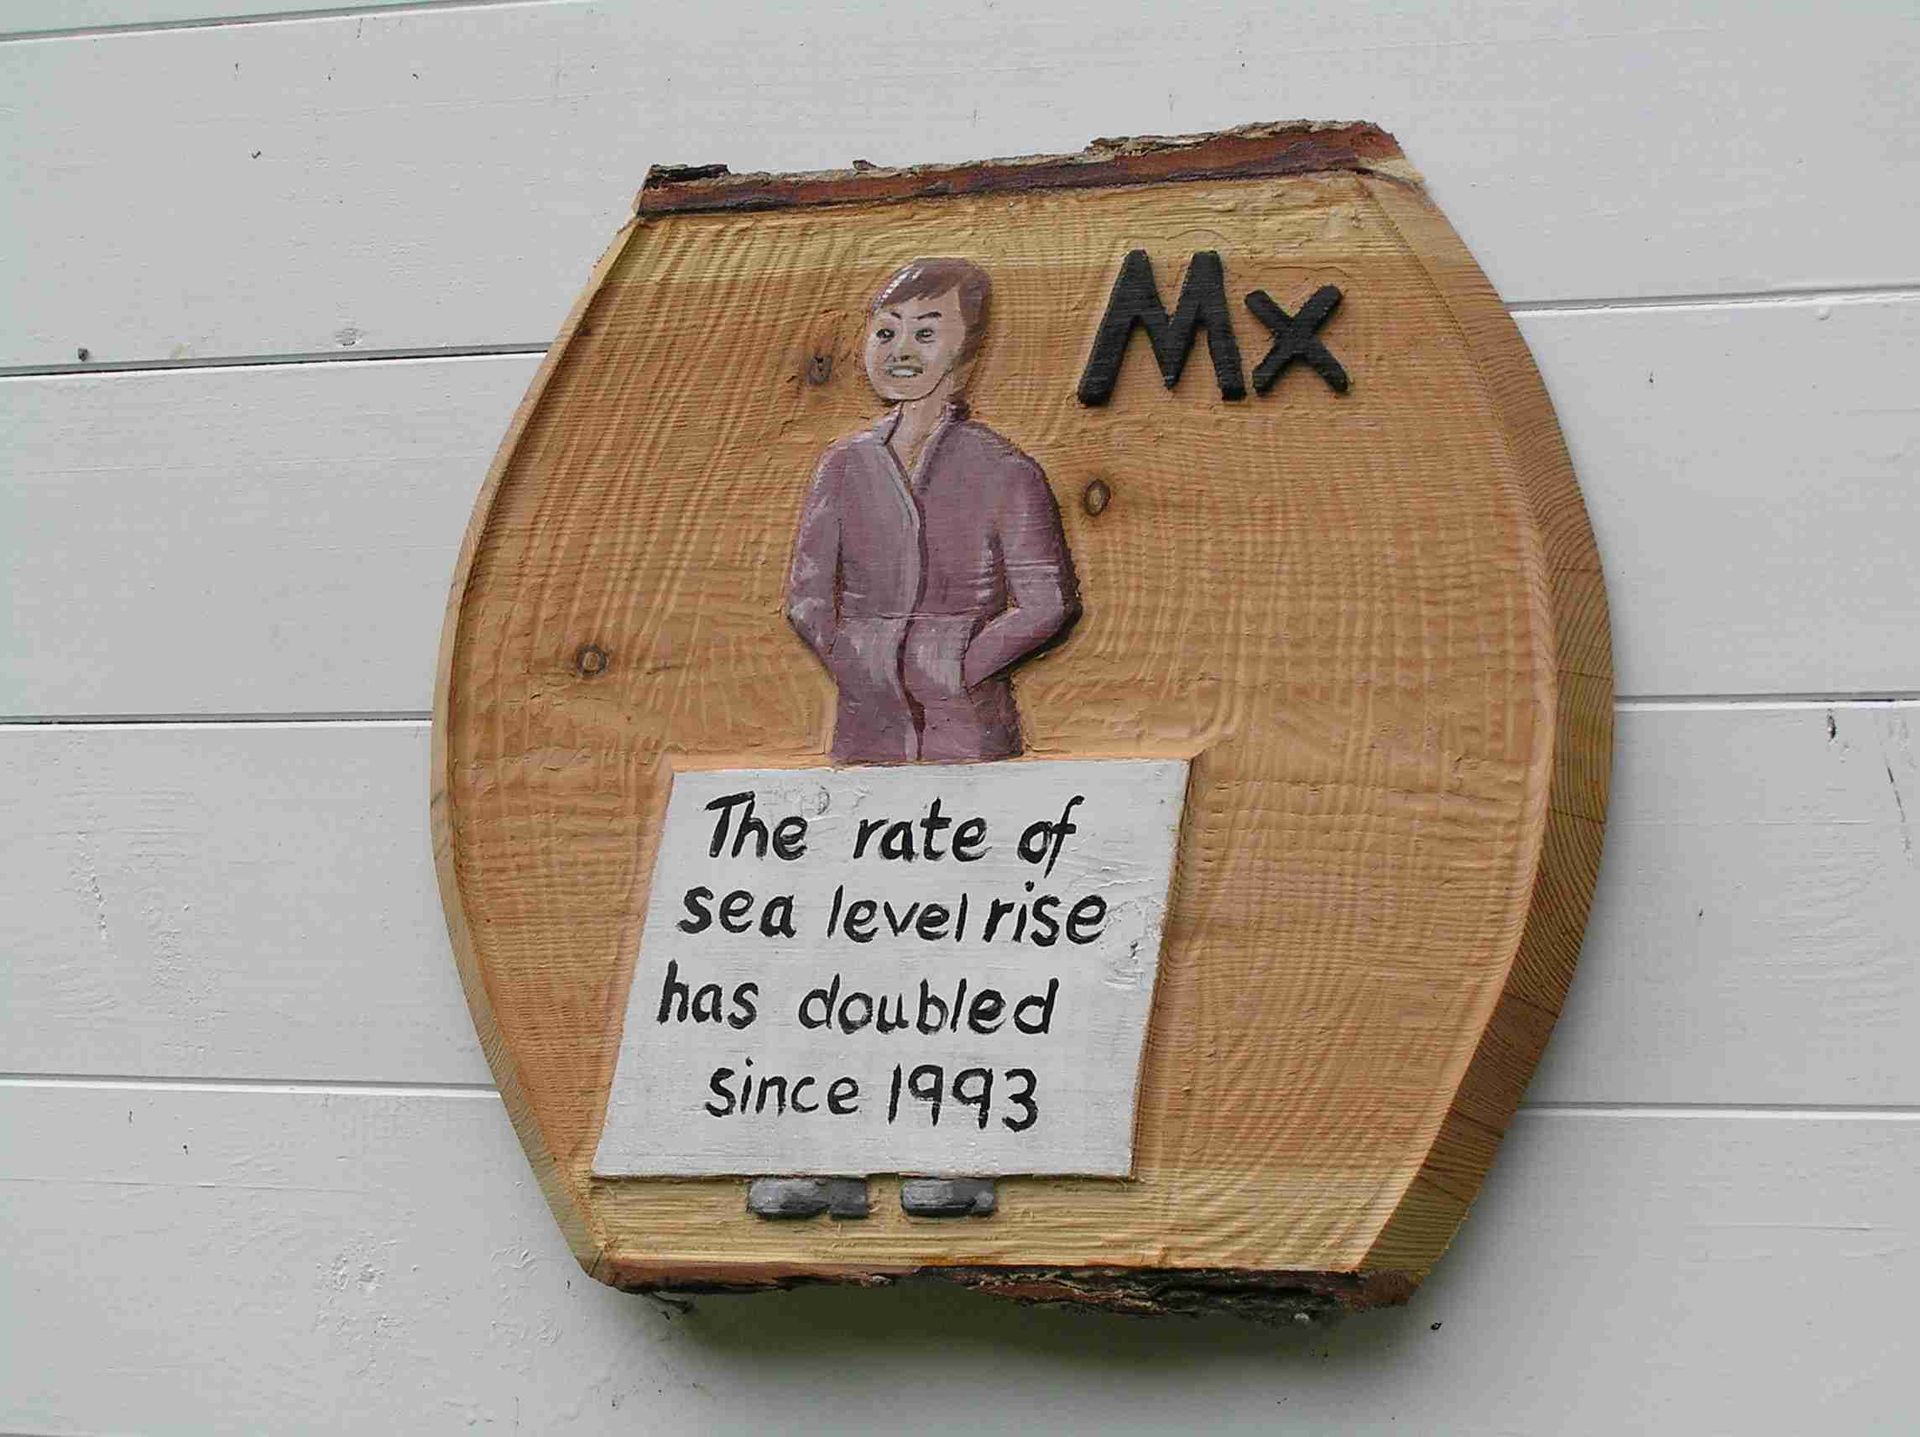 Mx
The rate of
sea level rise
has doubled
since 1993